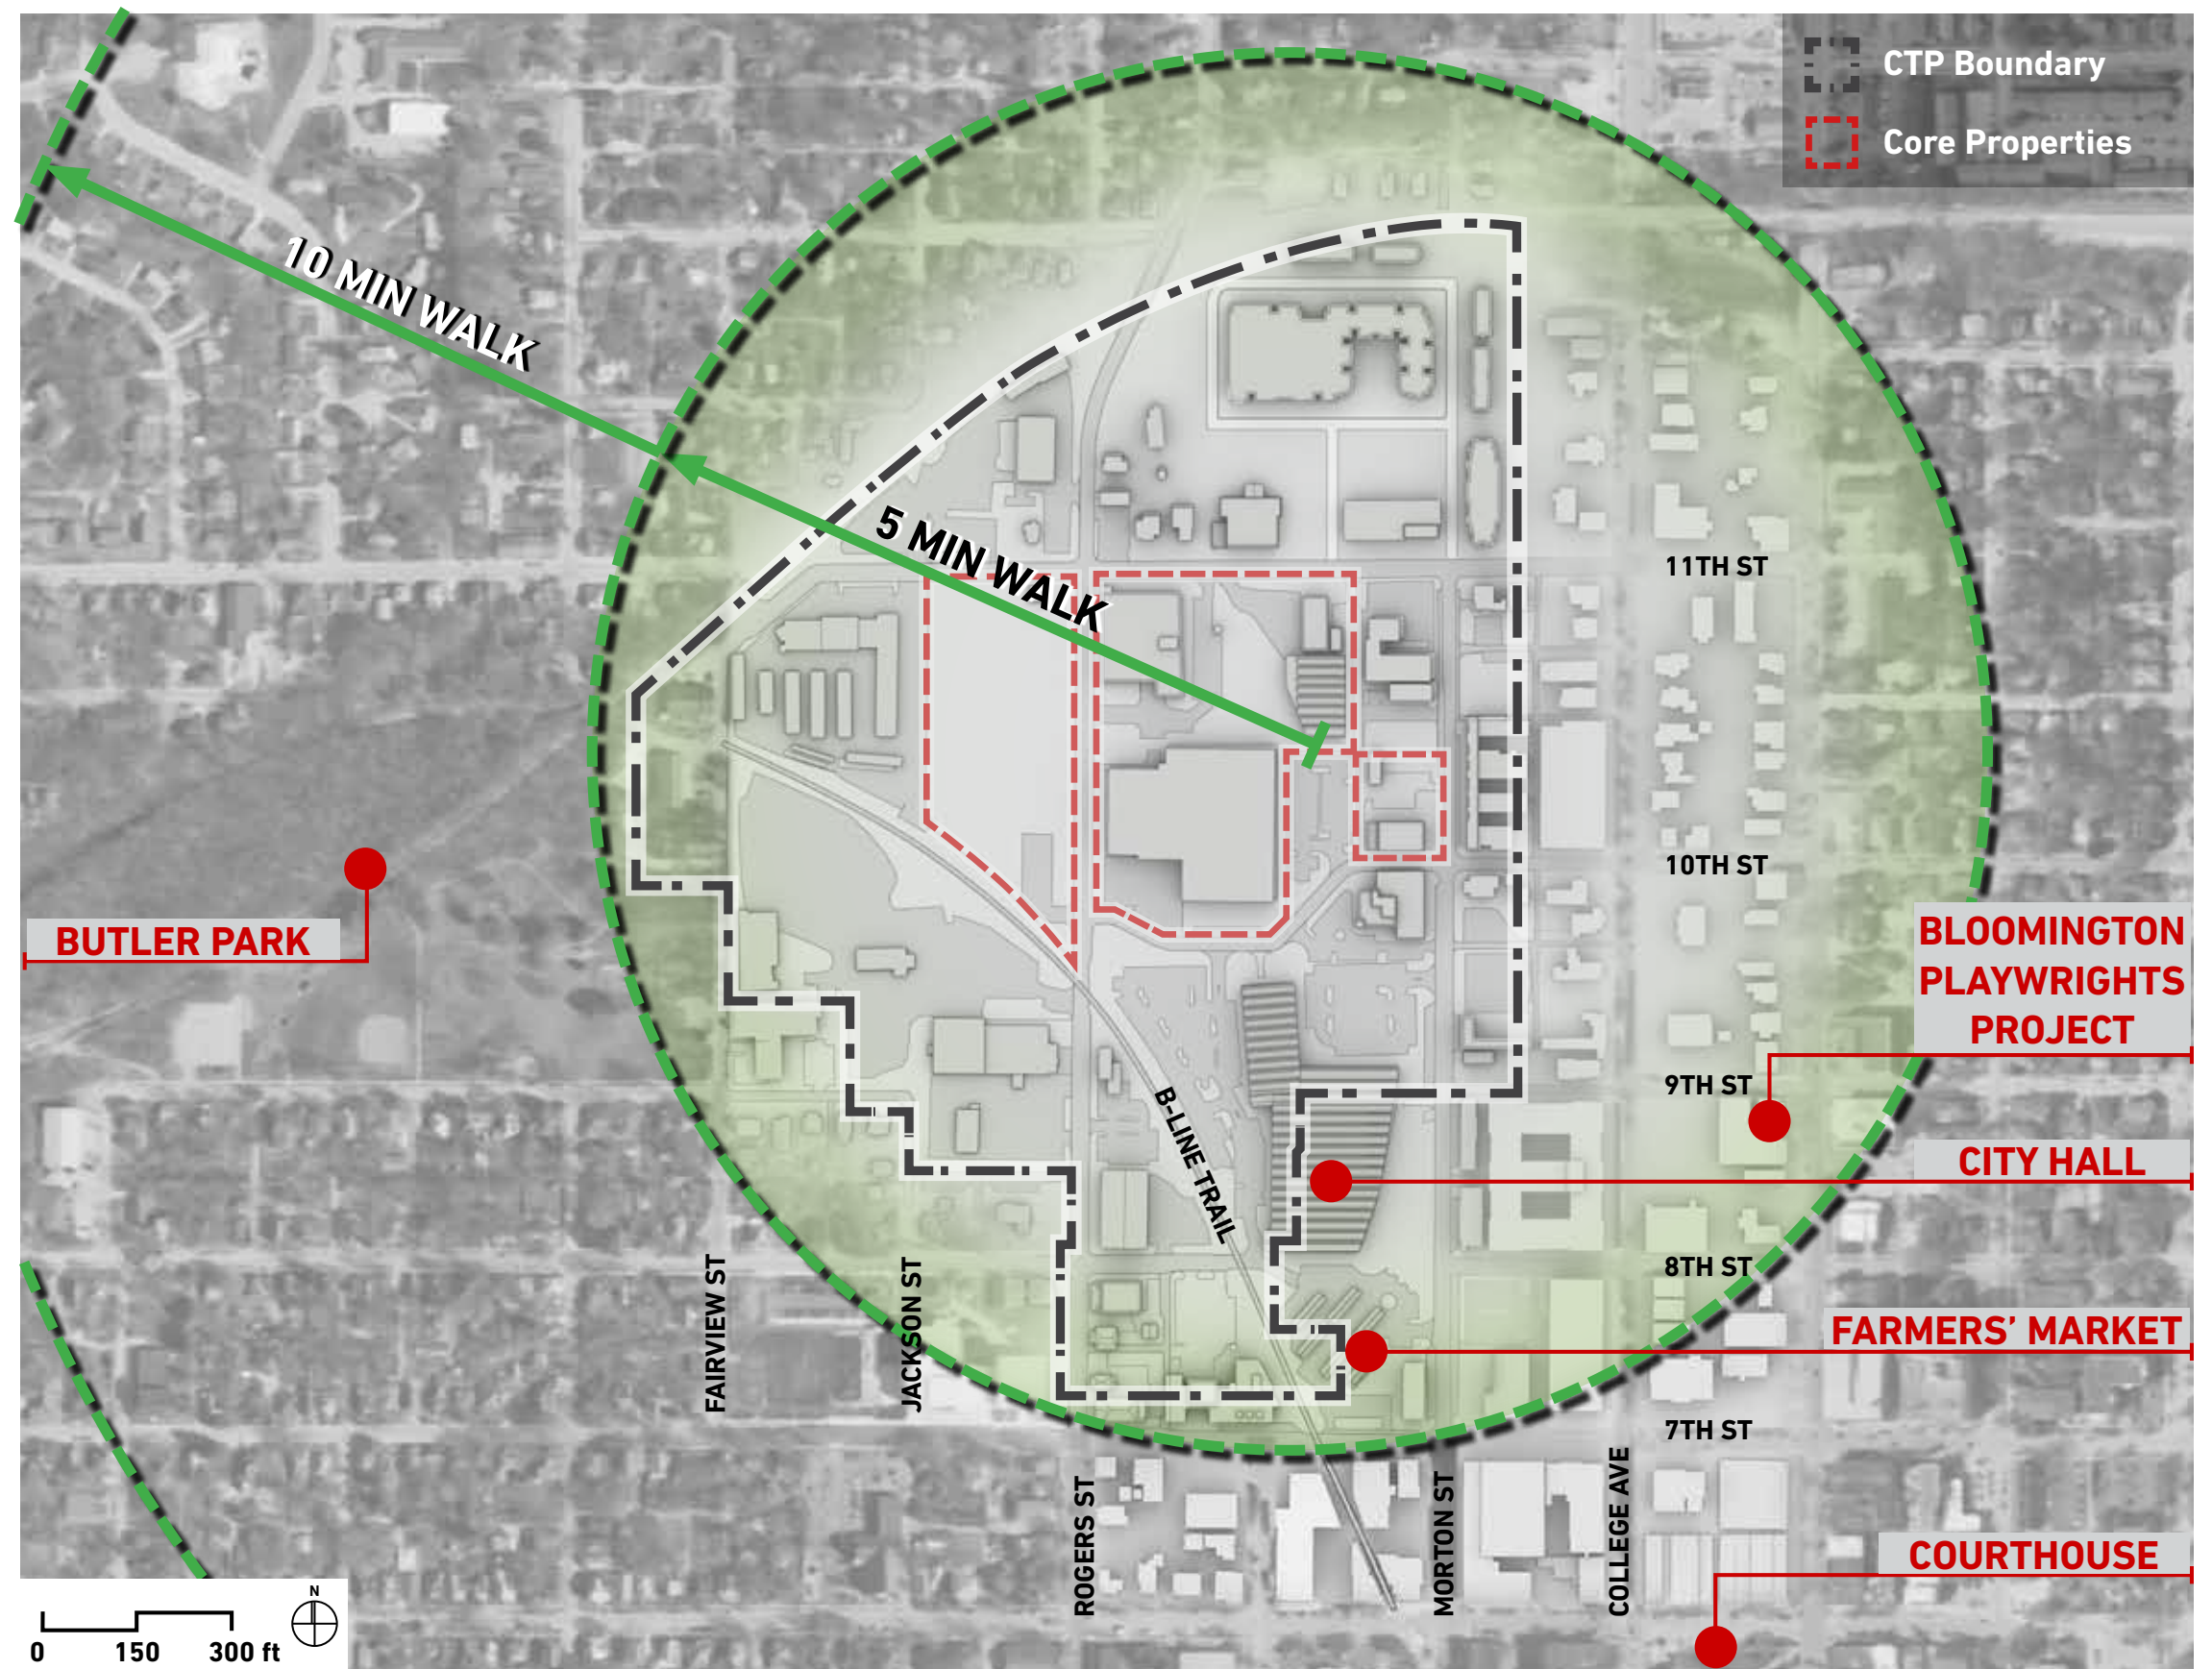 CTP Boundary
Core Properties
10 MIN WALK
5 MIN WALK
11TH ST
10TH ST
BUTLER PARK
BLOOMINGTON
PLAYWRIGHTS
PROJECT
9TH ST
B-LINE TRAIL
CITY HALL
8TH ST
FAIRVIEW ST
JACKSON ST
FARMERS’ MARKET
7TH ST
ROGERS ST
MORTON ST
COLLEGE AVE
COURTHOUSE
N
0 150 300 ft